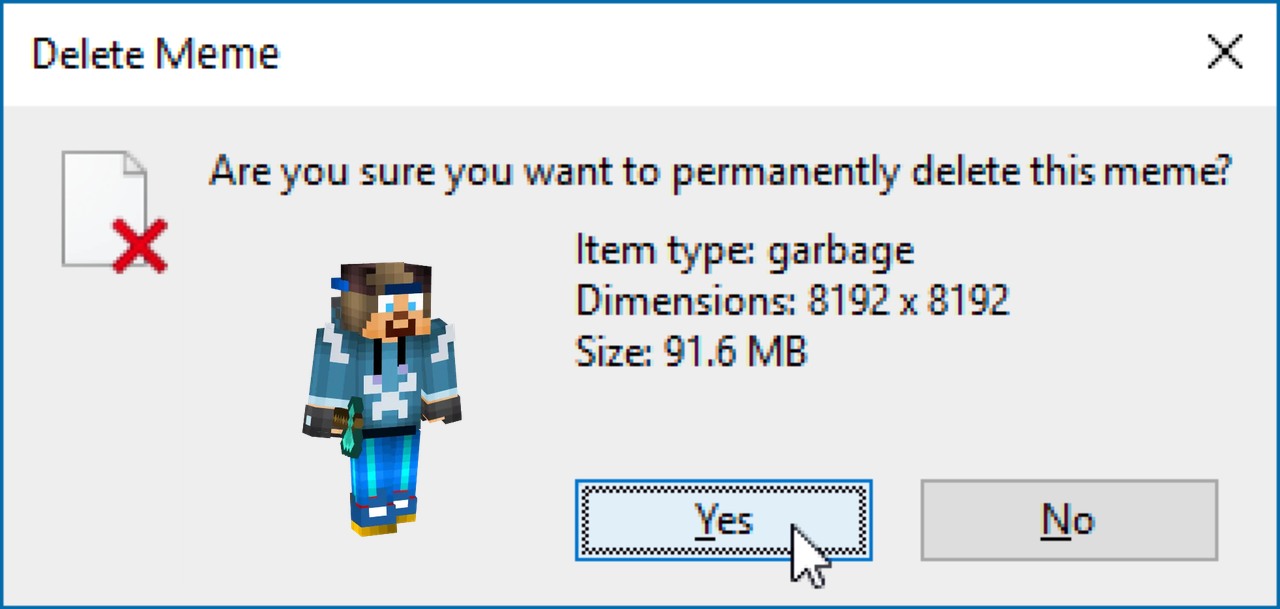 Delete Meme
Are you sure you want to permanently delete this meme?
Item type: garbage
Dimensions: 8192 x 8192
Size: 91.6 MB
Yes
No